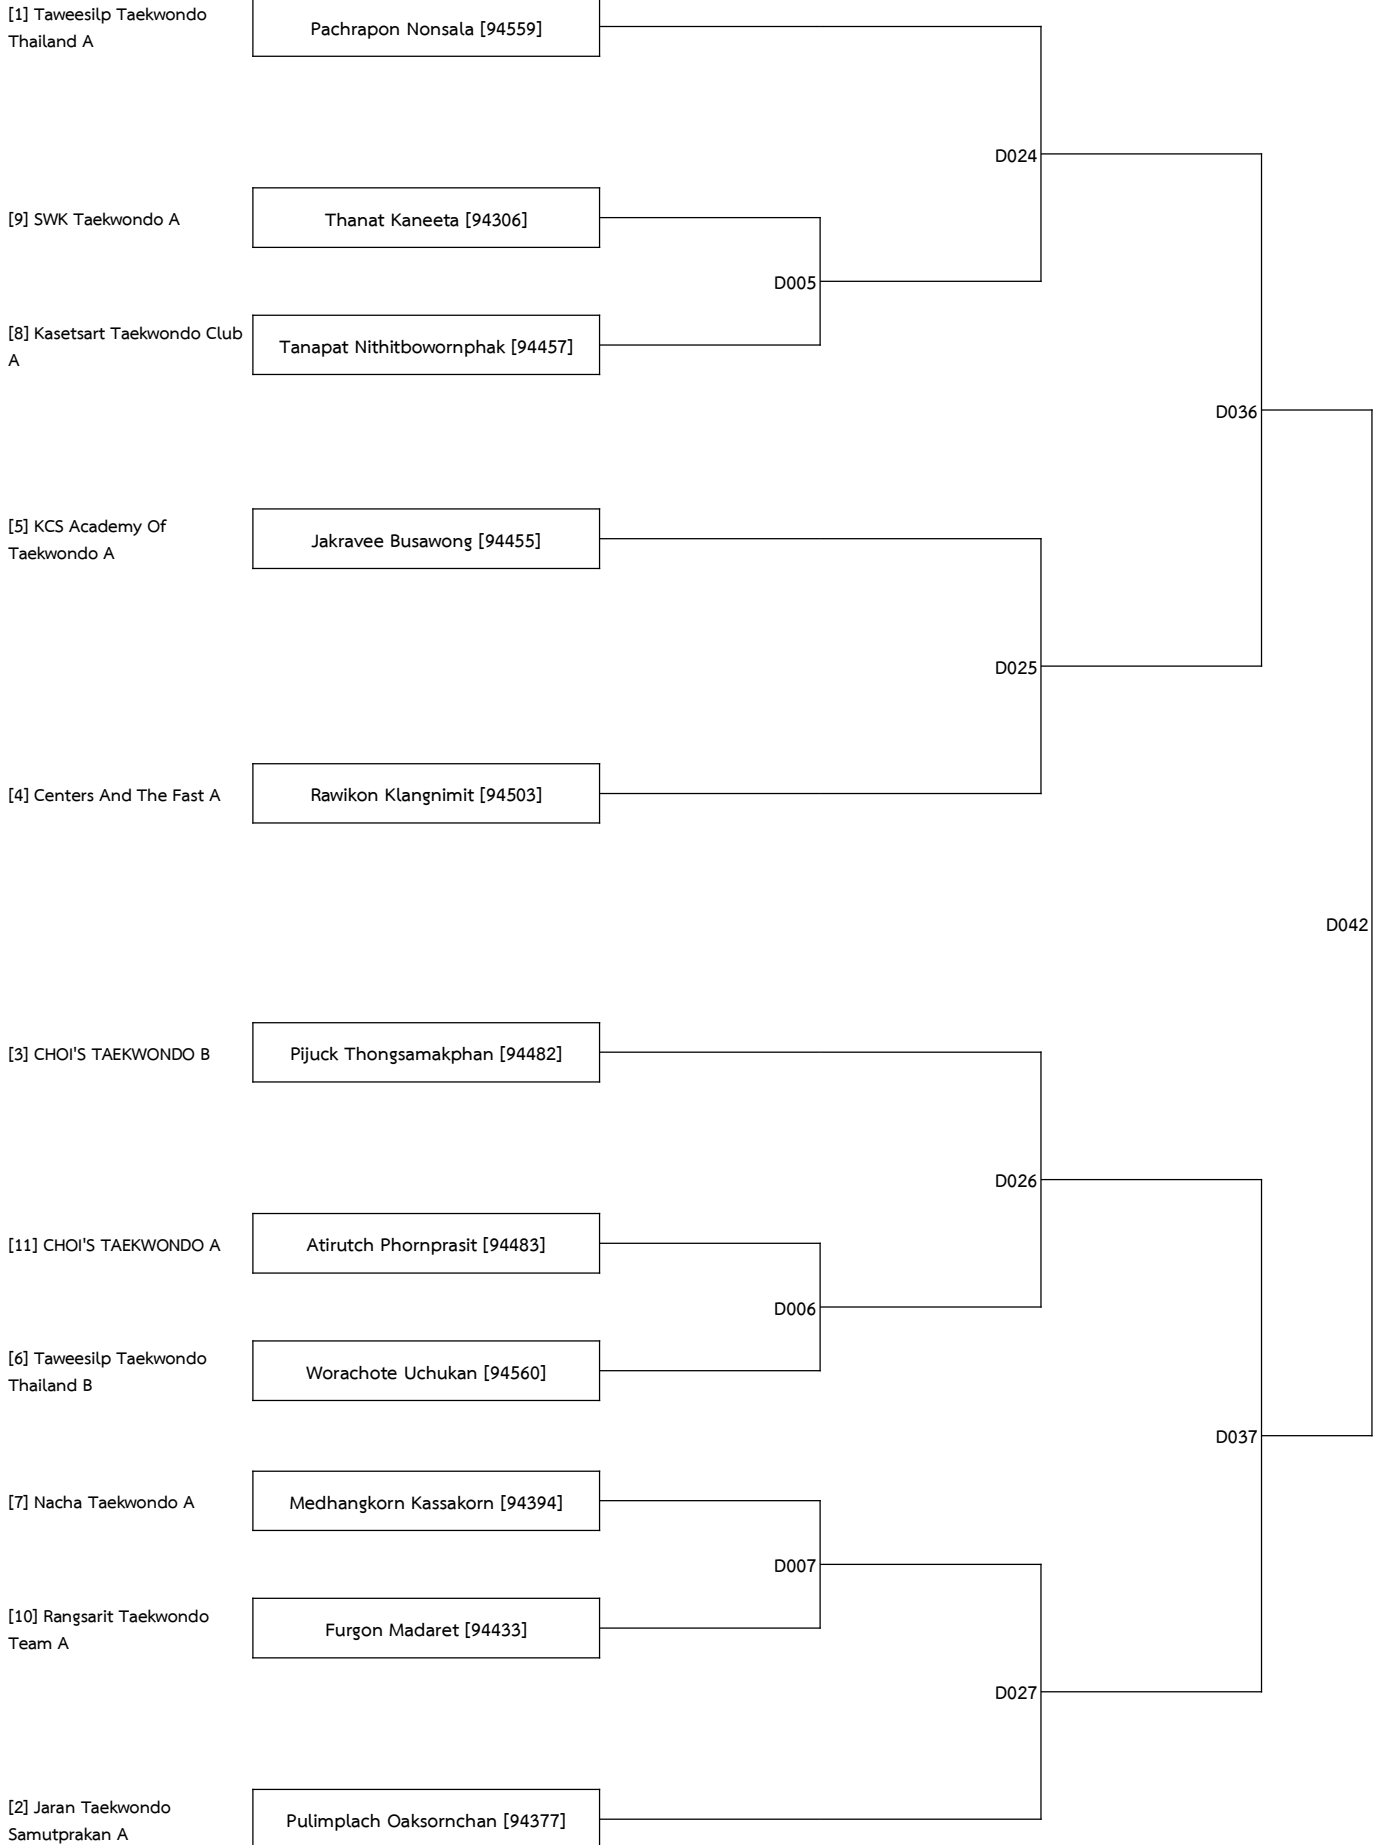 [1] Taweesilp Taekwondo
Thailand A
Pachrapon Nonsala [94559]
D024
[9] SWK Taekwondo A
Thanat Kaneeta [94306]
D005
[8] Kasetsart Taekwondo Club
A
Tanapat Nithitbowornphak [94457]
D036
[5] KCS Academy Of
Taekwondo A
Jakravee Busawong [94455]
D025
[4] Centers And The Fast A
Rawikon Klangnimit [94503]
D042
[3] CHOI'S TAEKWONDO B
Pijuck Thongsamakphan [94482]
D026
[11] CHOI'S TAEKWONDO A
Atirutch Phornprasit [94483]
D006
[6] Taweesilp Taekwondo
Thailand B
Worachote Uchukan [94560]
D037
[7] Nacha Taekwondo A
Medhangkorn Kassakorn [94394]
D007
[10] Rangsarit Taekwondo
Team A
Furgon Madaret [94433]
D027
[2] Jaran Taekwondo
Samutprakan A
Pulimplach Oaksornchan [94377]